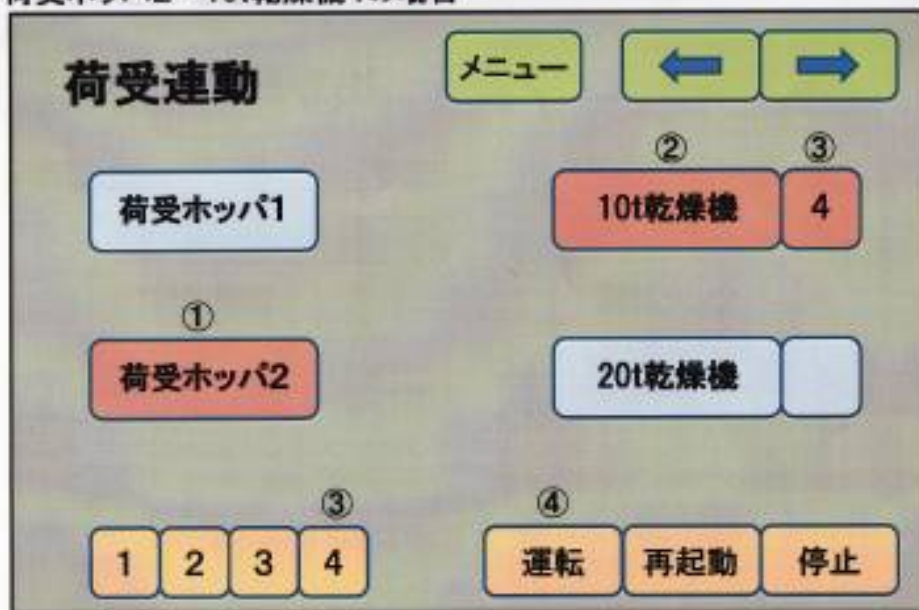 荷受連動 メニュー
② ③
荷受ホッパ1 10t乾燥機 4
①
荷受ホッパ2 20t乾燥機
③ ④
1 2 3 4 運転 再起動 停止